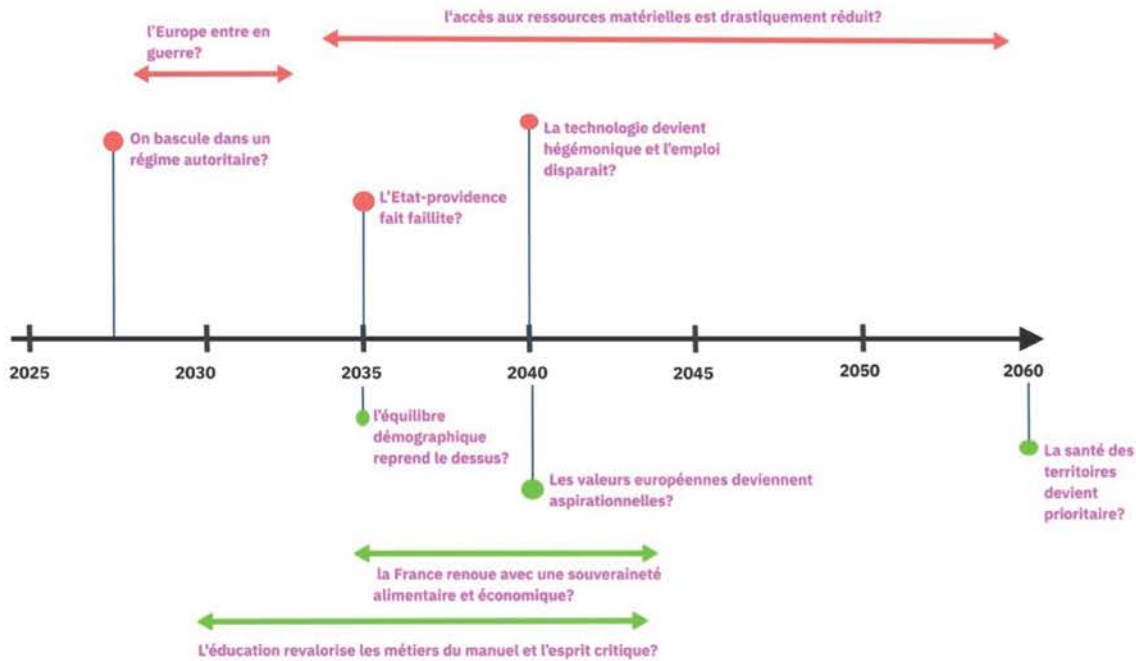 l'accès aux ressources matérielles est drastiquement réduit?
l'Europe entre en
guerre?
On bascule dans un
régime autoritaire?
La technologie devient
hégémonique et l'emploi
disparait?
L'Etat-providence
fait faillite?
2025
2030
2035
2040
2045
2050
2060
l'équilibre
démographique
reprend le dessus?
Les valeurs européennes deviennent
aspirationnelles?
La santé des
territoires
devient
prioritaire?
la France renoue avec une souveraineté
alimentaire et économique?
L'éducation revalorise les métiers du manuel et l'esprit critique?